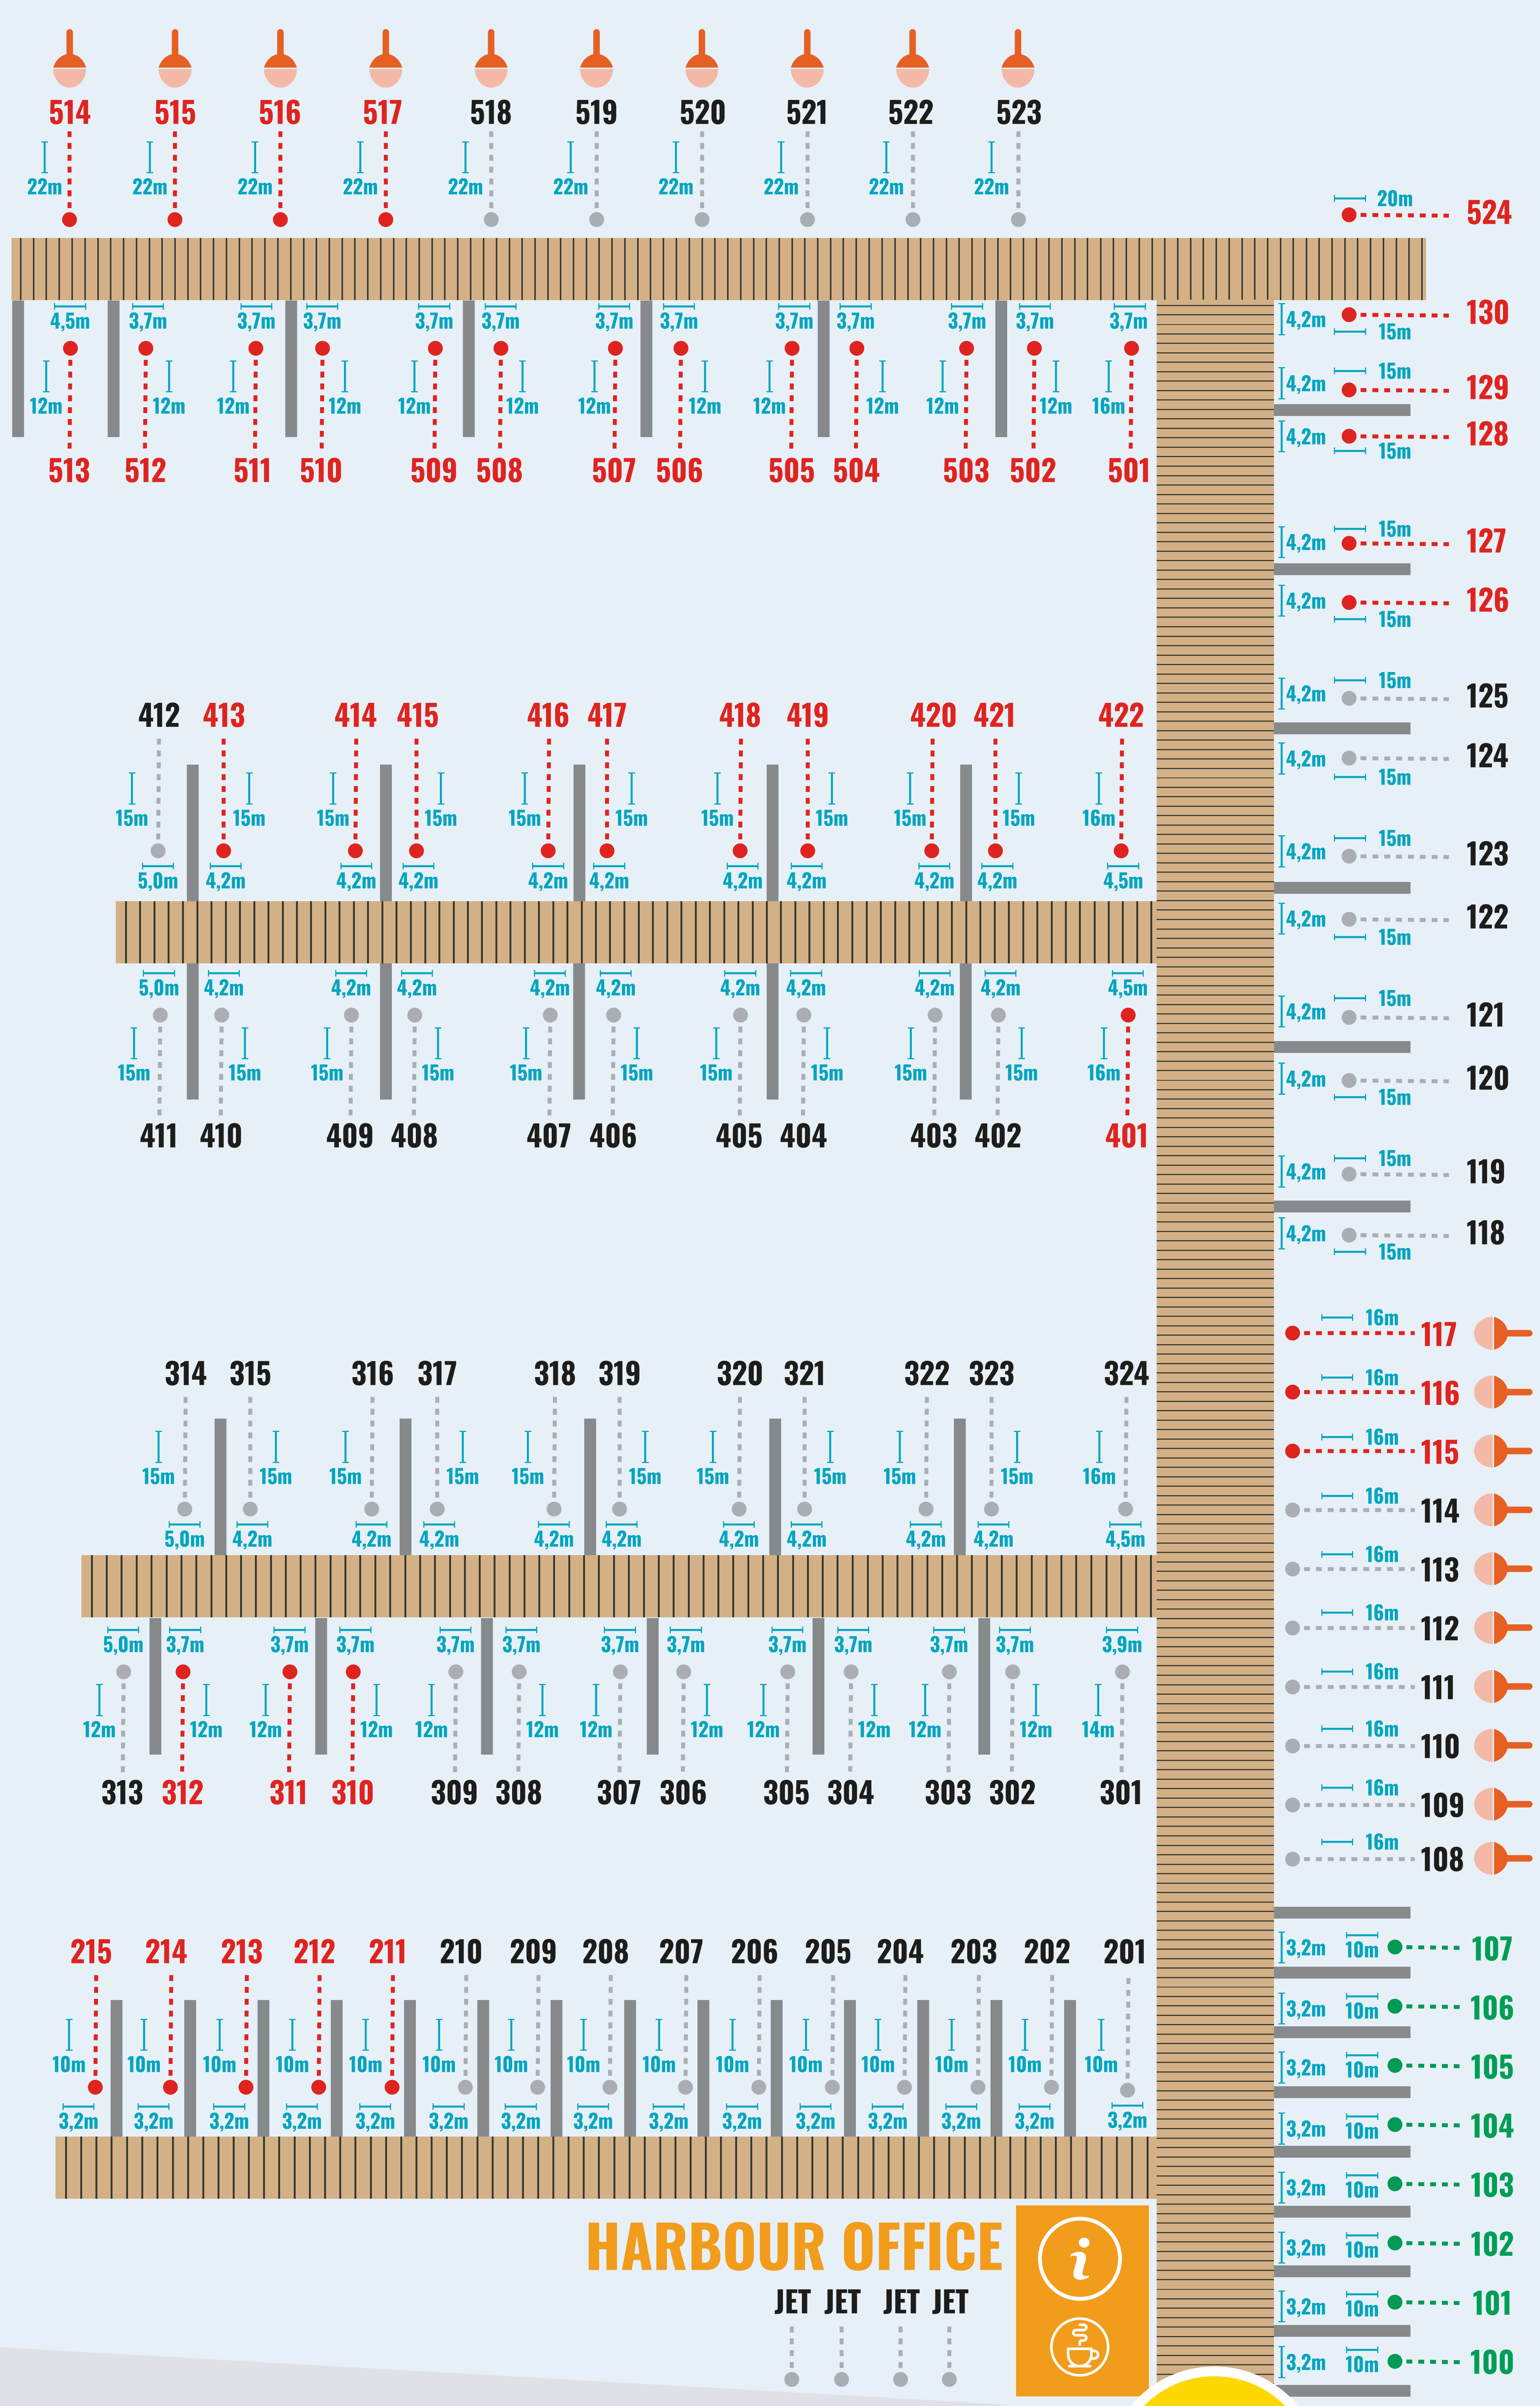 514 515 516 517 518 519 520 521 522 523
22m 22m 22m 22m 22m 22m 22m 22m 22m 22m
20m
524
4,5m 3,7m 3,7m 3,7m 3,7m 3,7m 3,7m 3,7m 3,7m 3,7m 3,7m 3,7m 3,7m
12m 12m 12m 12m 12m 12m 12m 12m 12m 12m 12m 12m 16m
513 512 511 510 509 508 507 506 505 504 503 502 501
4,2m 15m 130
4,2m 15m 129
4,2m 15m 128
4,2m 15m 127
4,2m 15m 126
4,2m 15m 125
4,2m 15m 124
4,2m 15m 123
4,2m 15m 122
4,2m 15m 121
4,2m 15m 120
4,2m 15m 119
4,2m 15m 118
412 413 414 415 416 417 418 419 420 421 422
15m 15m 15m 15m 15m 15m 15m 15m 15m 15m 16m
5,0m 4,2m 4,2m 4,2m 4,2m 4,2m 4,2m 4,2m 4,2m 4,2m 4,5m
5,0m 4,2m 4,2m 4,2m 4,2m 4,2m 4,2m 4,2m 4,2m 4,2m 4,5m
15m 15m 15m 15m 15m 15m 15m 15m 15m 15m 16m
411 410 409 408 407 406 405 404 403 402 401
16m 117
16m 116
16m 115
16m 114
16m 113
16m 112
16m 111
16m 110
16m 109
16m 108
314 315 316 317 318 319 320 321 322 323 324
15m 15m 15m 15m 15m 15m 15m 15m 15m 15m 16m
5,0m 4,2m 4,2m 4,2m 4,2m 4,2m 4,2m 4,2m 4,2m 4,2m 4,5m
5,0m 3,7m 3,7m 3,7m 3,7m 3,7m 3,7m 3,7m 3,7m 3,7m 3,7m 3,7m 3,9m
12m 12m 12m 12m 12m 12m 12m 12m 12m 12m 12m 12m 14m
313 312 311 310 309 308 307 306 305 304 303 302 301
215 214 213 212 211 210 209 208 207 206 205 204 203 202 201
10m 10m 10m 10m 10m 10m 10m 10m 10m 10m 10m 10m 10m 10m 10m
3,2m 3,2m 3,2m 3,2m 3,2m 3,2m 3,2m 3,2m 3,2m 3,2m 3,2m 3,2m 3,2m 3,2m 3,2m
3,2m 10m 107
3,2m 10m 106
3,2m 10m 105
3,2m 10m 104
3,2m 10m 103
3,2m 10m 102
3,2m 10m 101
3,2m 10m 100
HARBOUR OFFICE
i
JET JET JET JET